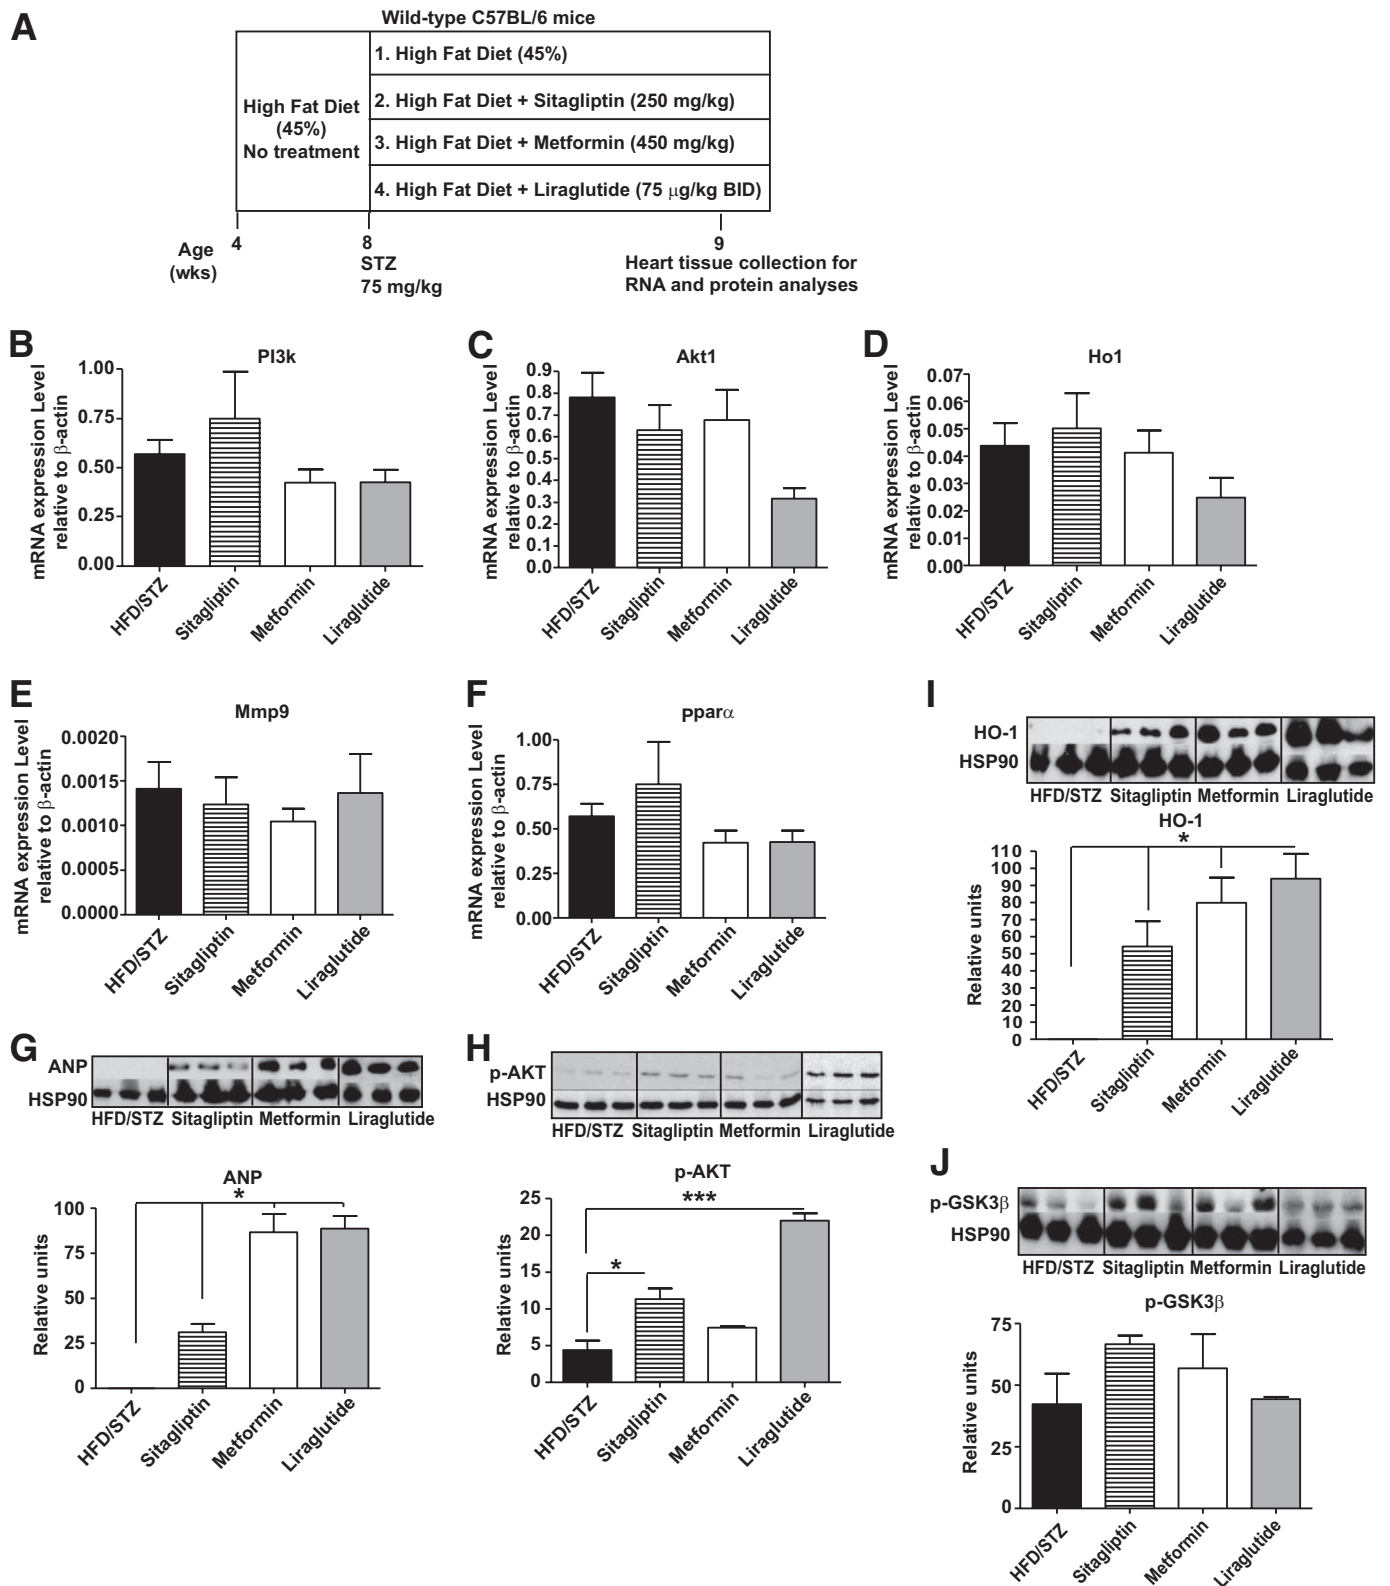 A
Wild-type C57BL/6 mice
High Fat Diet
(45%)
No treatment
1. High Fat Diet (45%)
2. High Fat Diet + Sitagliptin (250 mg/kg)
3. High Fat Diet + Metformin (450 mg/kg)
4. High Fat Diet + Liraglutide (75 μg/kg BID)
Age
(wks)
4
8
STZ
75 mg/kg
9
Heart tissue collection for
RNA and protein analyses
B
PI3k
mRNA expression Level
relative to β-actin
1.00
0.75
0.50
0.25
0.00
HFD/STZ
Sitagliptin
Metformin
Liraglutide
C
Akt1
mRNA expression Level
relative to β-actin
0.9
0.8
0.7
0.6
0.5
0.4
0.3
0.2
0.1
0.0
HFD/STZ
Sitagliptin
Metformin
Liraglutide
D
Ho1
mRNA expression Level
relative to β-actin
0.07
0.06
0.05
0.04
0.03
0.02
0.01
0.00
HFD/STZ
Sitagliptin
Metformin
Liraglutide
E
Mmp9
mRNA expression Level
relative to β-actin
0.0020
0.0015
0.0010
0.0005
0.0000
HFD/STZ
Sitagliptin
Metformin
Liraglutide
F
Pparα
mRNA expression Level
relative to β-actin
1.00
0.75
0.50
0.25
0.00
HFD/STZ
Sitagliptin
Metformin
Liraglutide
I
HO-1
HSP90
HFD/STZ Sitagliptin Metformin Liraglutide
HO-1
*
Relative units
110
100
90
80
70
60
50
40
30
20
10
0
HFD/STZ
Sitagliptin
Metformin
Liraglutide
G
ANP
HSP90
HFD/STZ Sitagliptin Metformin Liraglutide
ANP
*
Relative units
100
75
50
25
0
HFD/STZ
Sitagliptin
Metformin
Liraglutide
H
p-AKT
HSP90
HFD/STZ Sitagliptin Metformin Liraglutide
p-AKT
***
*
Relative units
25
20
15
10
5
0
HFD/STZ
Sitagliptin
Metformin
Liraglutide
J
p-GSK3β
HSP90
HFD/STZ Sitagliptin Metformin Liraglutide
p-GSK3β
Relative units
75
50
25
0
HFD/STZ
Sitagliptin
Metformin
Liraglutide